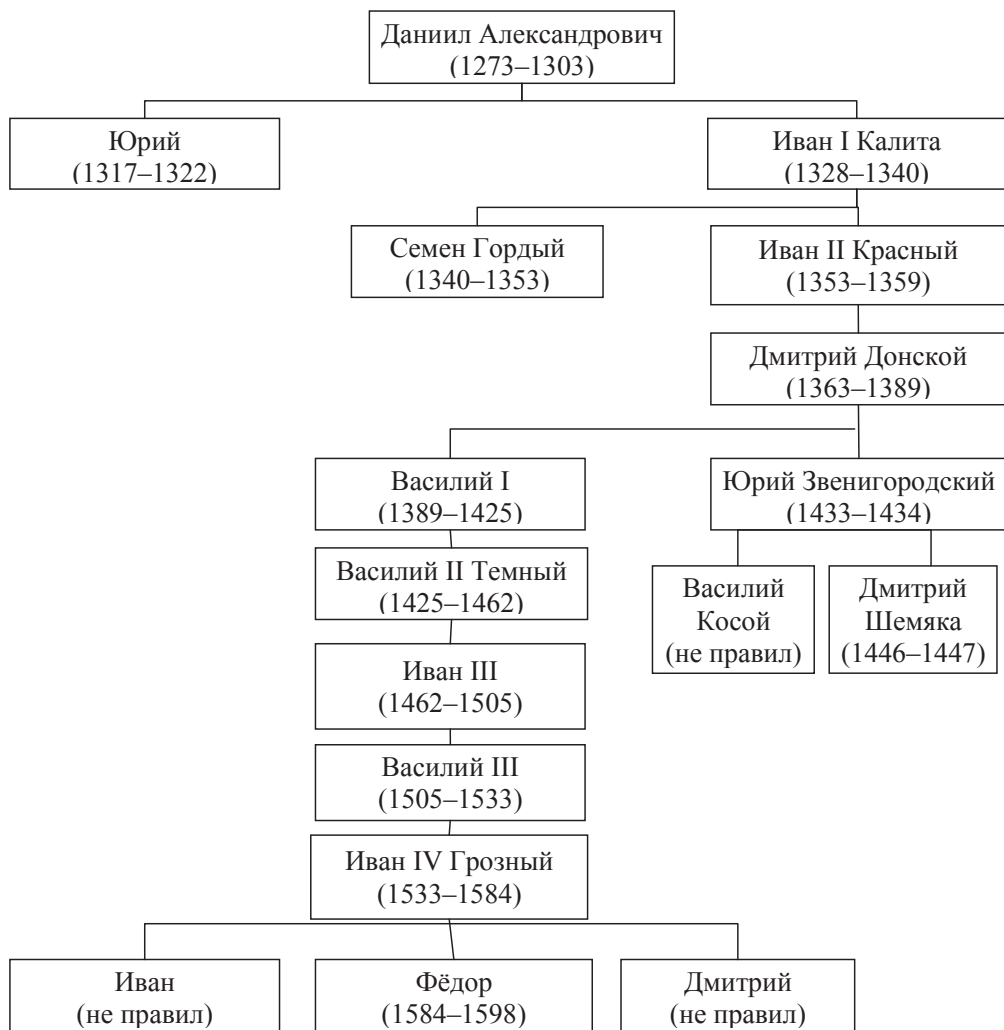 Даниил Александрович
(1273–1303)
Юрий
(1317–1322)
Иван I Калита
(1328–1340)
Семен Гордый
(1340–1353)
Иван II Красный
(1353–1359)
Дмитрий Донской
(1363–1389)
Василий I
(1389–1425)
Юрий Звенигородский
(1433–1434)
Василий II Темный
(1425–1462)
Василий
Косой
(не правил)
Дмитрий
Шемяка
(1446–1447)
Иван III
(1462–1505)
Василий III
(1505–1533)
Иван IV Грозный
(1533–1584)
Иван
(не правил)
Фёдор
(1584–1598)
Дмитрий
(не правил)